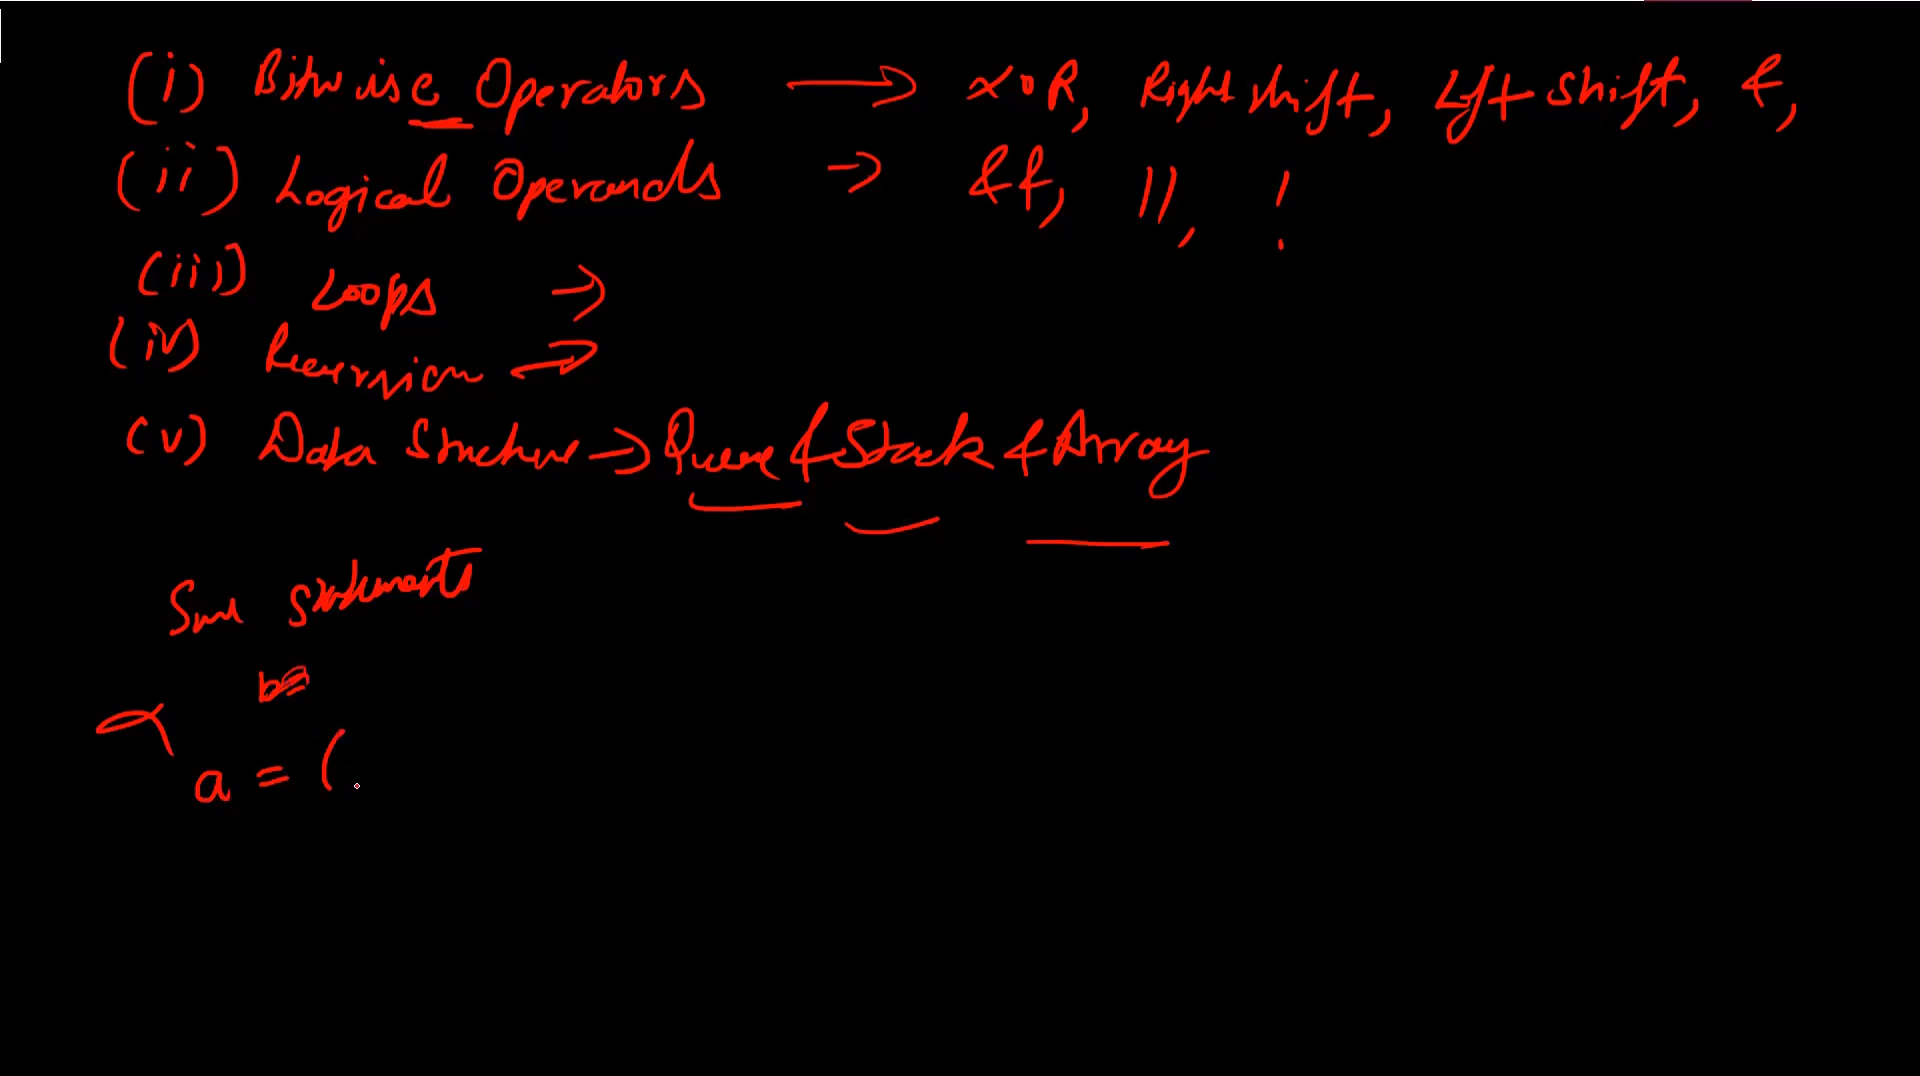 (i) Bitwise Operators → XOR, Right shift, Left shift, &,
(ii) Logical Operands → &&, ||, !
(iii) Loops →
(iv) Recursion →
(v) Data Structure → Queue & Stack & Array
Some statements
b=
a = (